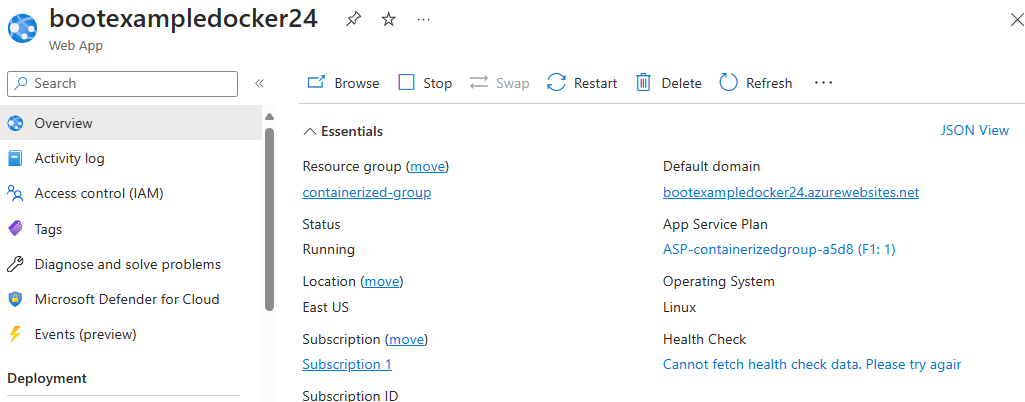 bootexampledocker24
Web App
Search
Overview
Activity log
Access control (IAM)
Tags
Diagnose and solve problems
Microsoft Defender for Cloud
Events (preview)
Deployment
Browse Stop Swap Restart Delete Refresh
Essentials JSON View
Resource group (move)
containerized-group
Status
Running
Location (move)
East US
Subscription (move)
Subscription 1
Subscription ID
Default domain
bootexampledocker24.azurewebsites.net
App Service Plan
ASP-containerizedgroup-a5d8 (F1: 1)
Operating System
Linux
Health Check
Cannot fetch health check data. Please try agair